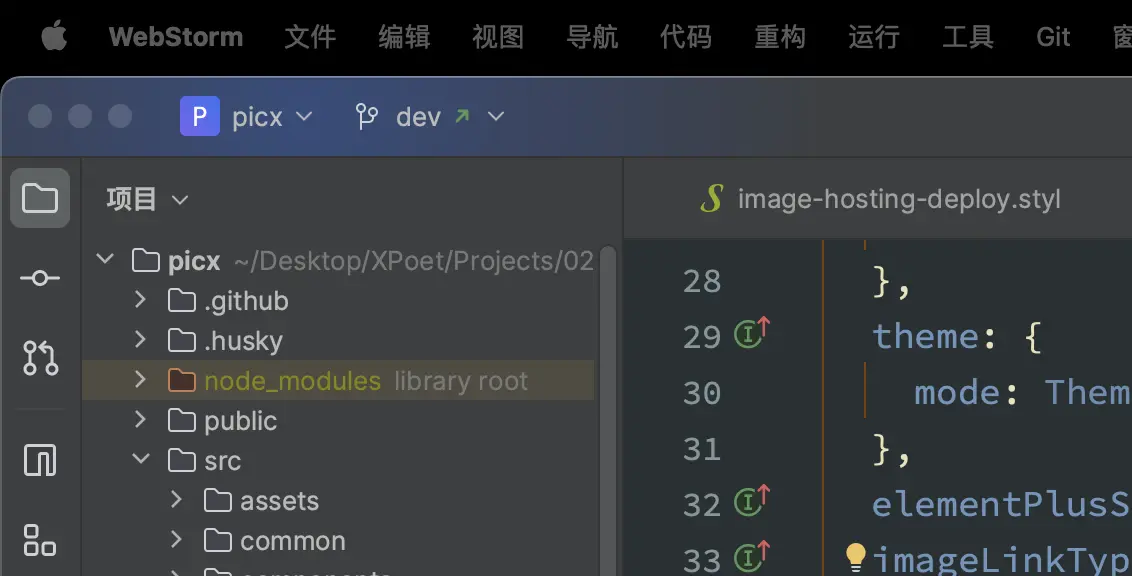 WebStorm 文件 编辑 视图 导航 代码 重构 运行 工具 Git
P picx dev
项目
image-hosting-deploy.styl
picx ~/Desktop/XPoet/Projects/02
.github
.husky
node_modules library root
public
src
assets
common
components
28 },
29 theme: {
30 mode: Them
31 },
32 elementPlusS
33 imageLinkTyp